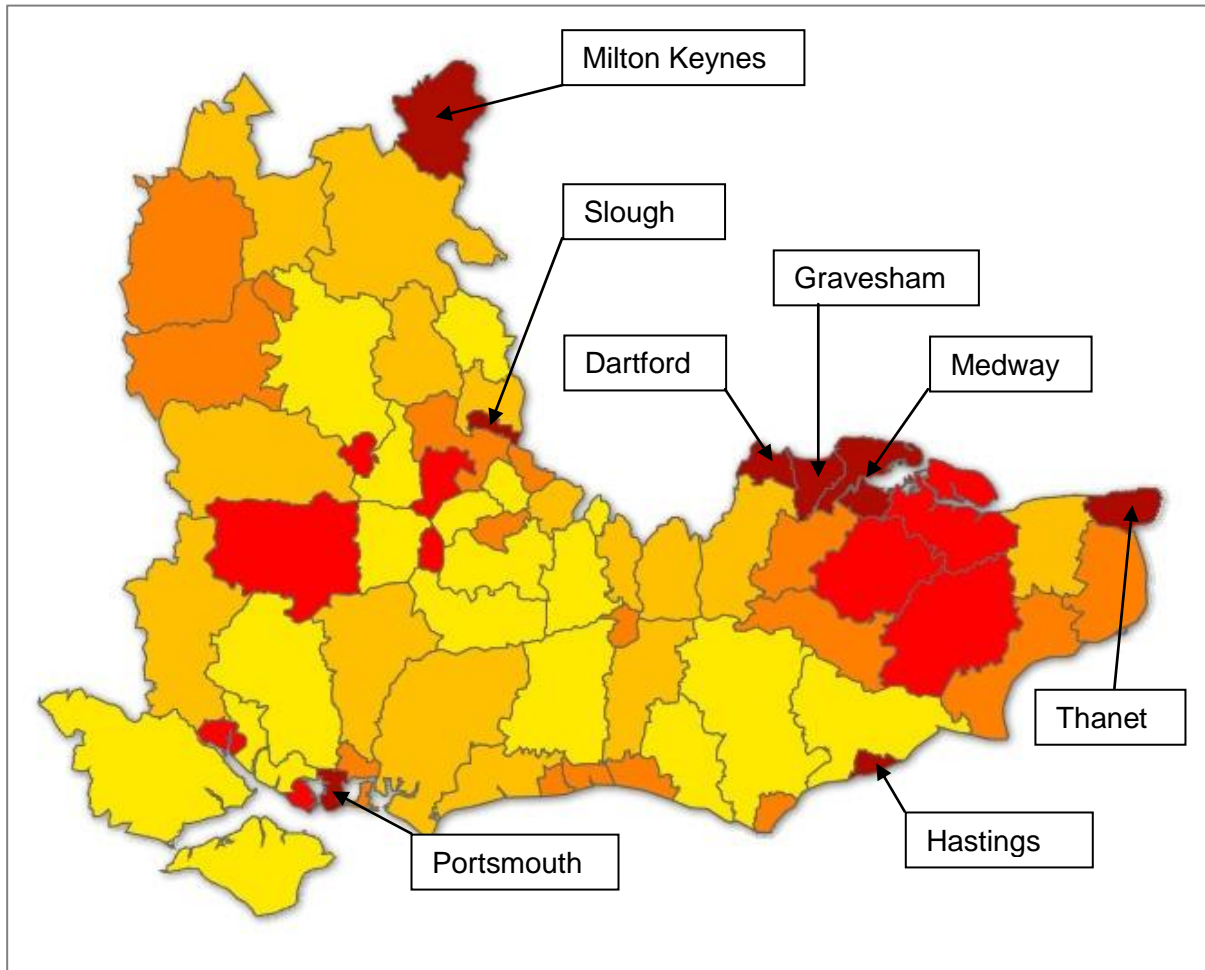 Milton Keynes
Slough
Gravesham
Dartford
Medway
Thanet
Hastings
Portsmouth